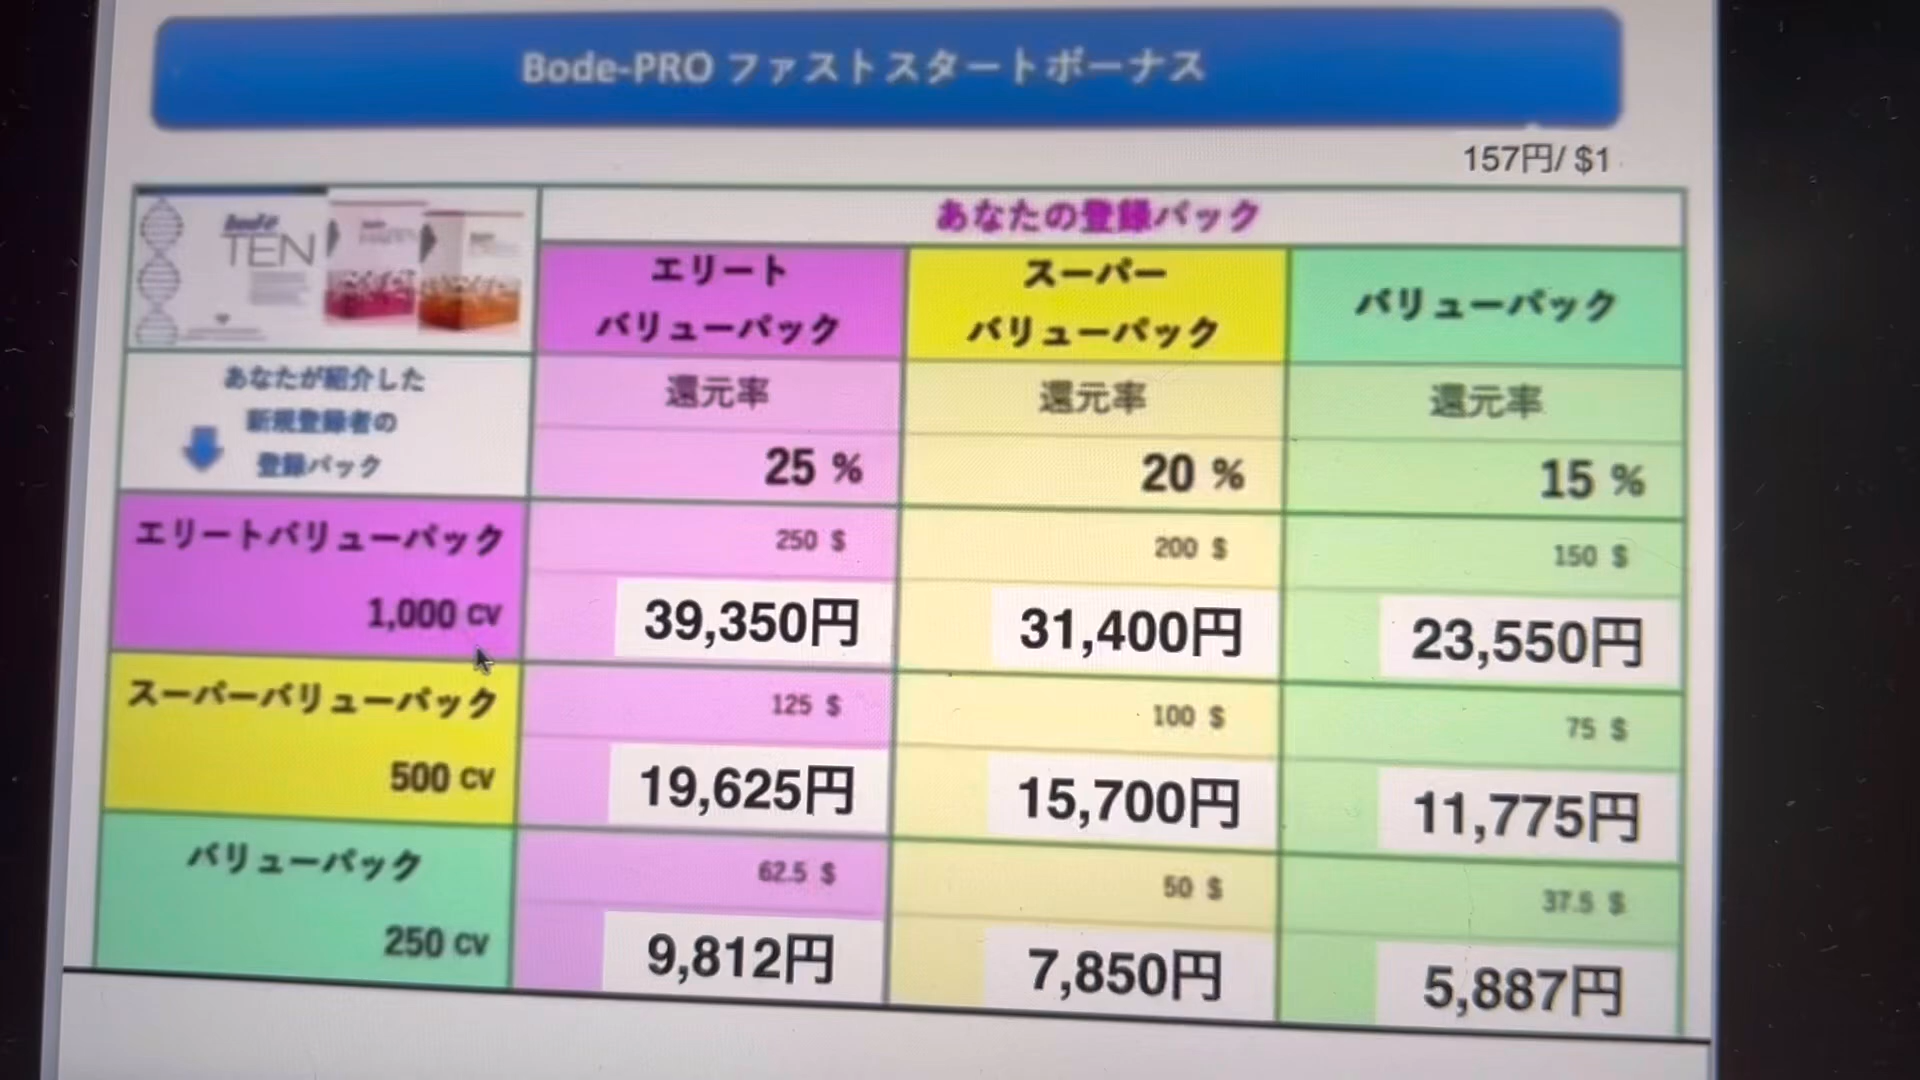 Bode-PRO ファストスタートボーナス
157円/ $1
bode
TEN
あなたの登録パック
エリート
バリューパック
スーパー
バリューパック
バリューパック
あなたが紹介した
新規登録者の
登録パック
還元率
還元率
還元率
25 %
20 %
15 %
エリートバリューパック
1,000 CV
250 $
200 $
150 $
39,350円
31,400円
23,550円
スーパーバリューパック
500 CV
125 $
100 $
75 $
19,625円
15,700円
11,775円
バリューパック
250 CV
62.5 $
50 $
37.5 $
9,812円
7,850円
5,887円